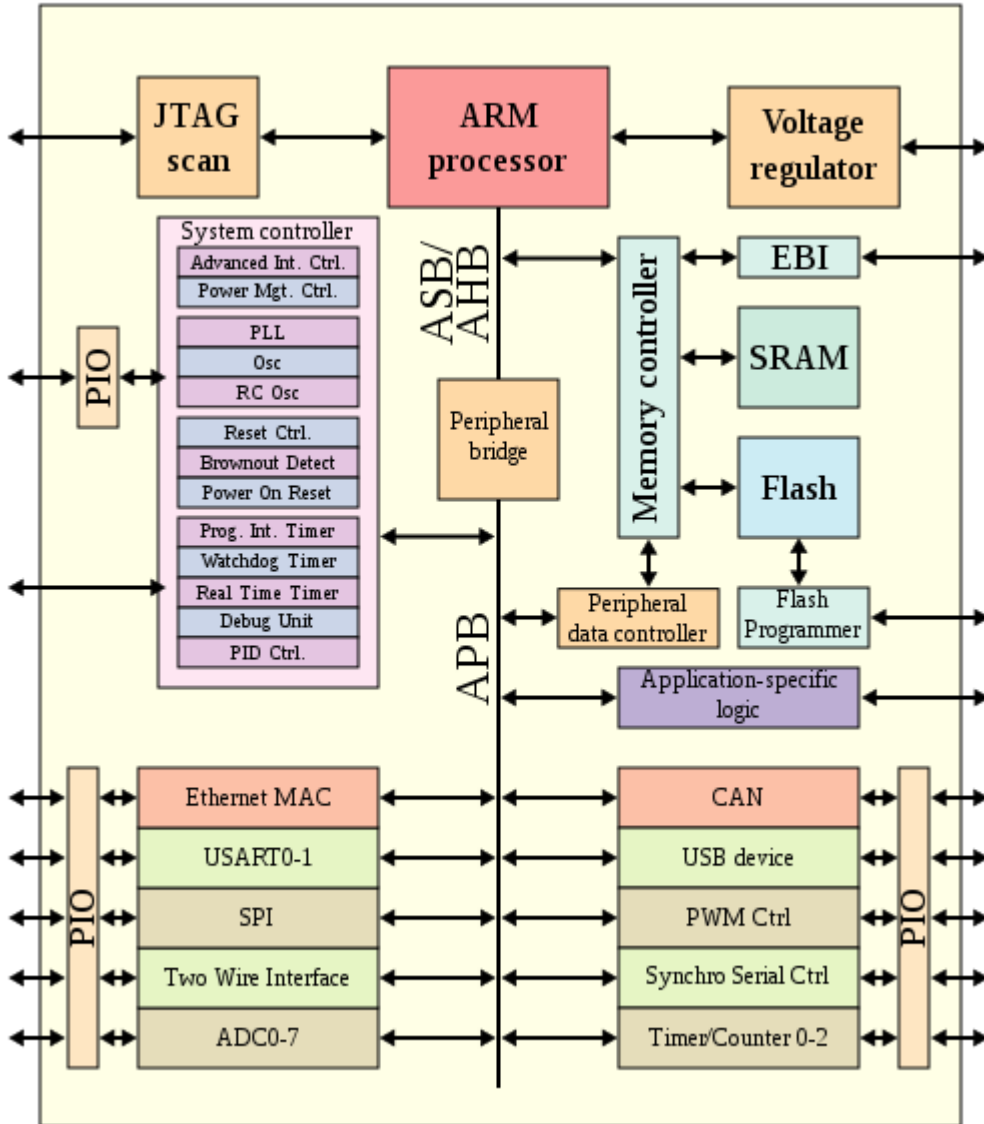 JTAG
scan
ARM
processor
Voltage
regulator
System controller
Advanced Int. Ctrl.
Power Mgt. Ctrl.
PLL
Osc
RC Osc
Reset Ctrl.
Brownout Detect
Power On Reset
Prog. Int. Timer
Watchdog Timer
Real Time Timer
Debug Unit
PID Ctrl.
PIO
ASB/
AHB
Peripheral
bridge
APB
Memory controller
EBI
SRAM
Flash
Peripheral
data controller
Flash
Programmer
Application-specific
logic
PIO
Ethernet MAC
USART0-1
SPI
Two Wire Interface
ADC0-7
CAN
USB device
PWM Ctrl
Synchro Serial Ctrl
Timer/Counter 0-2
PIO